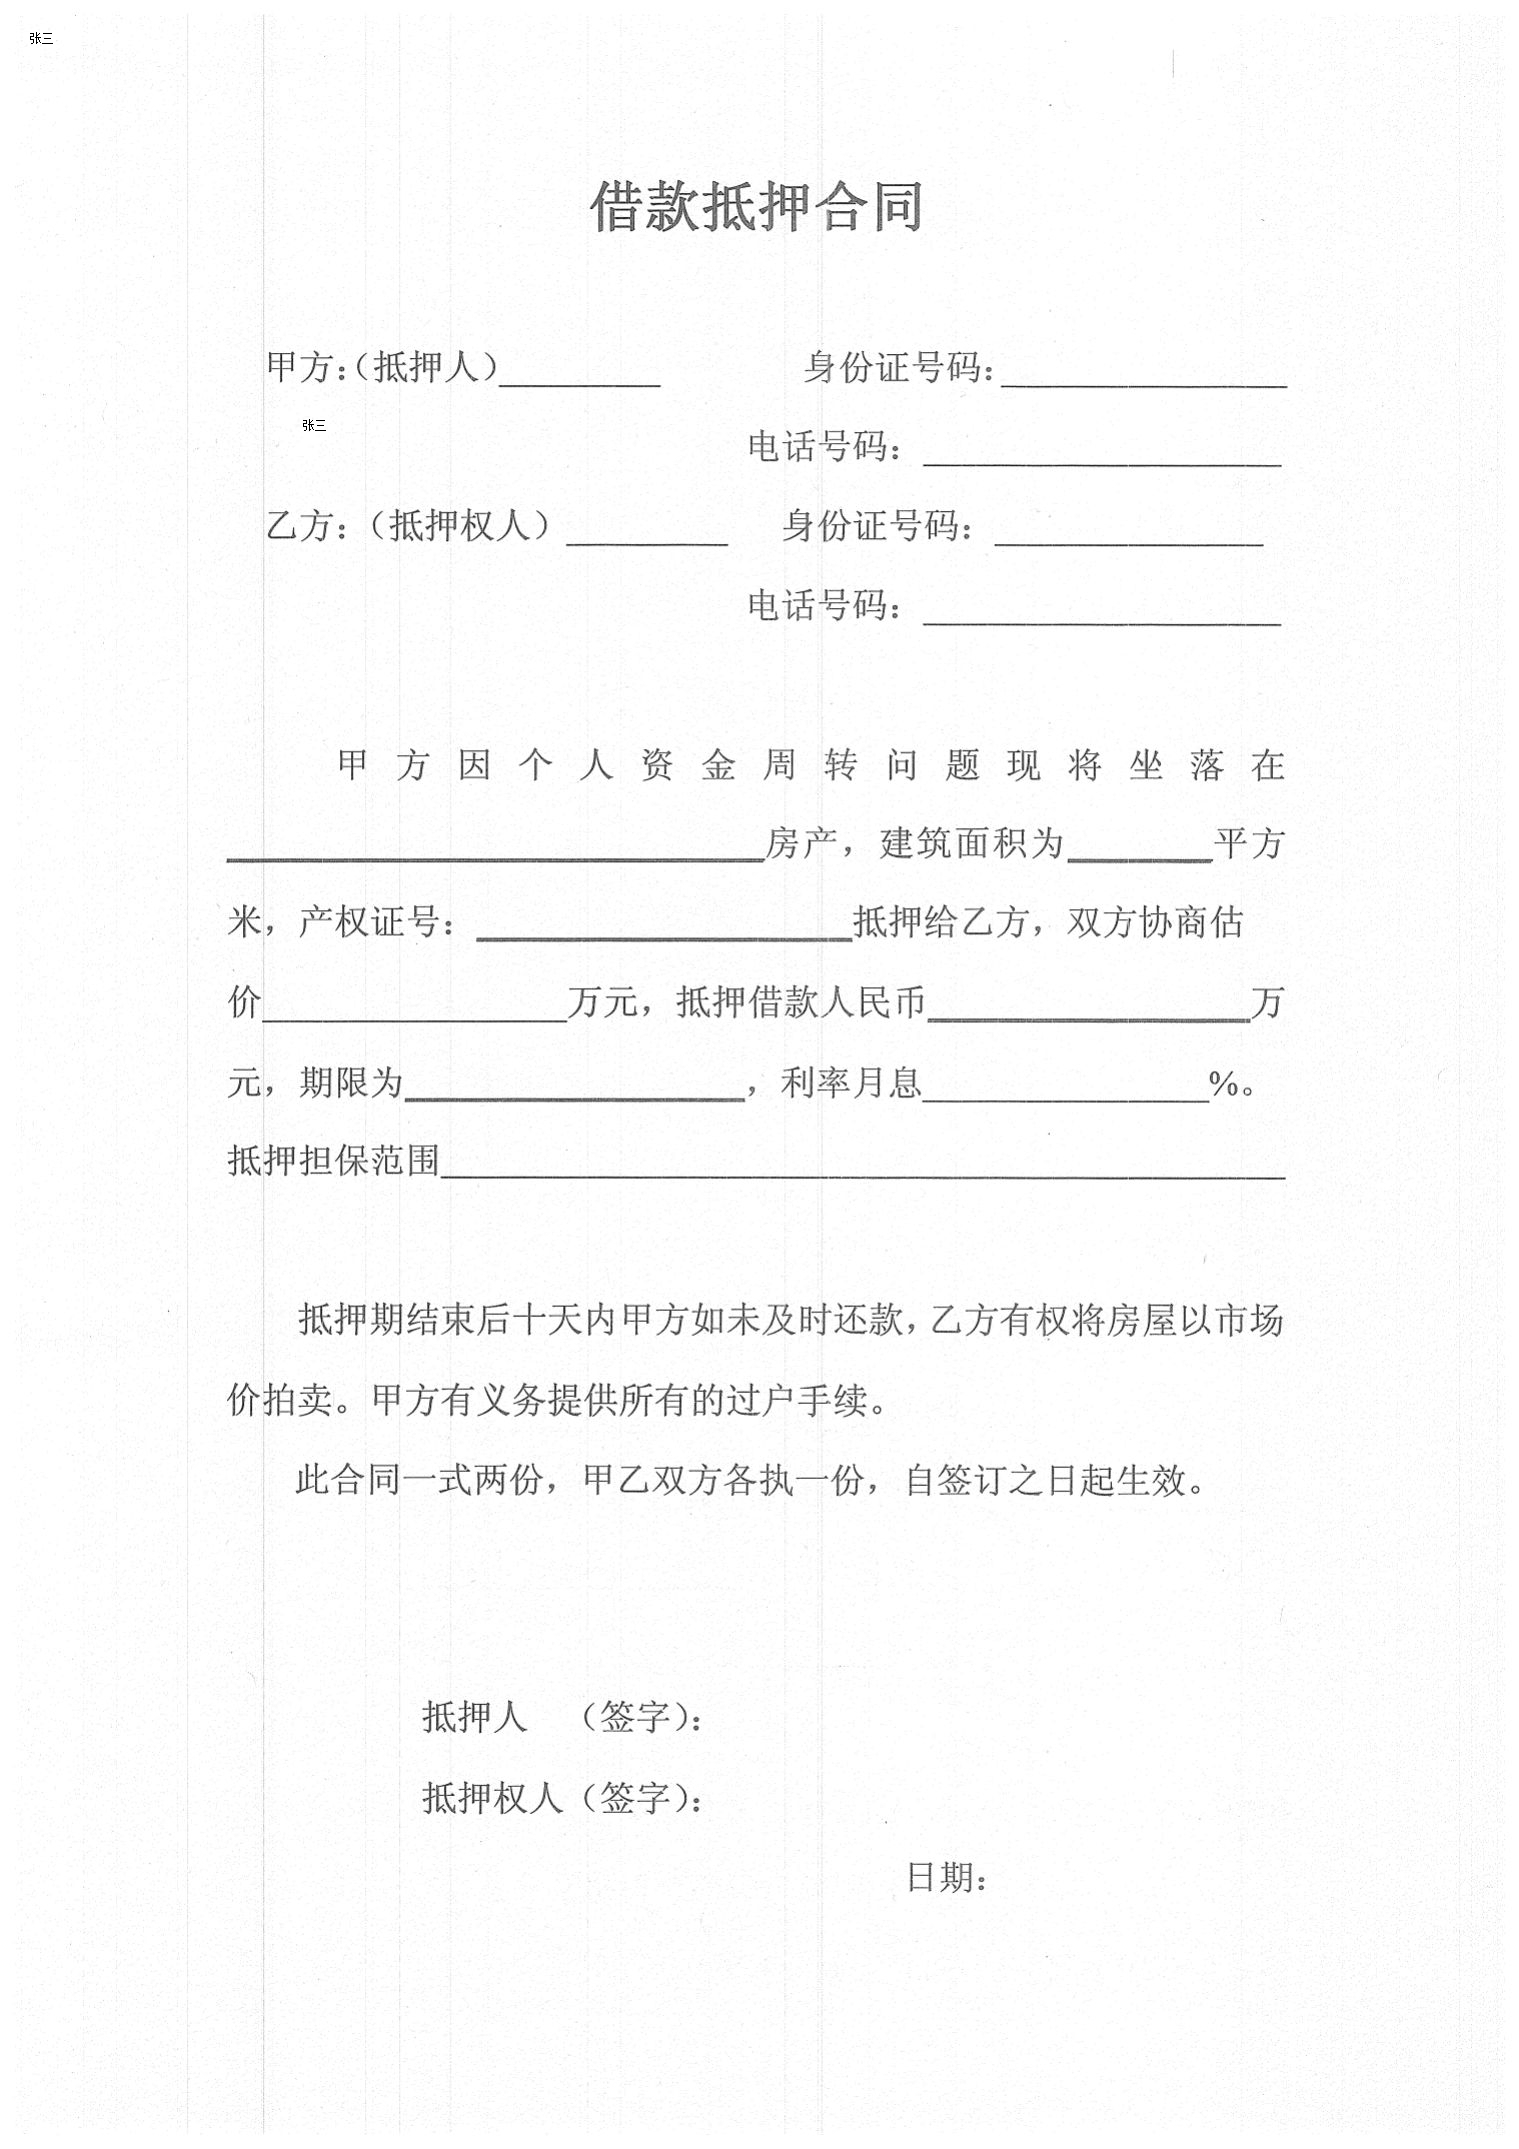 张三
借款抵押合同
甲方：（抵押人）_________ 身份证号码：________________
张三
电话号码：____________________
乙方：（抵押权人）_________ 身份证号码：_______________
电话号码：____________________
甲方因个人资金周转问题现将坐落在
______________________________房产，建筑面积为________平方
米，产权证号：_____________________抵押给乙方，双方协商估
价_________________万元，抵押借款人民币__________________万
元，期限为___________________，利率月息________________%。
抵押担保范围_______________________________________________
抵押期结束后十天内甲方如未及时还款，乙方有权将房屋以市场
价拍卖。甲方有义务提供所有的过户手续。
此合同一式两份，甲乙双方各执一份，自签订之日起生效。
抵押人 （签字）：
抵押权人（签字）：
日期：